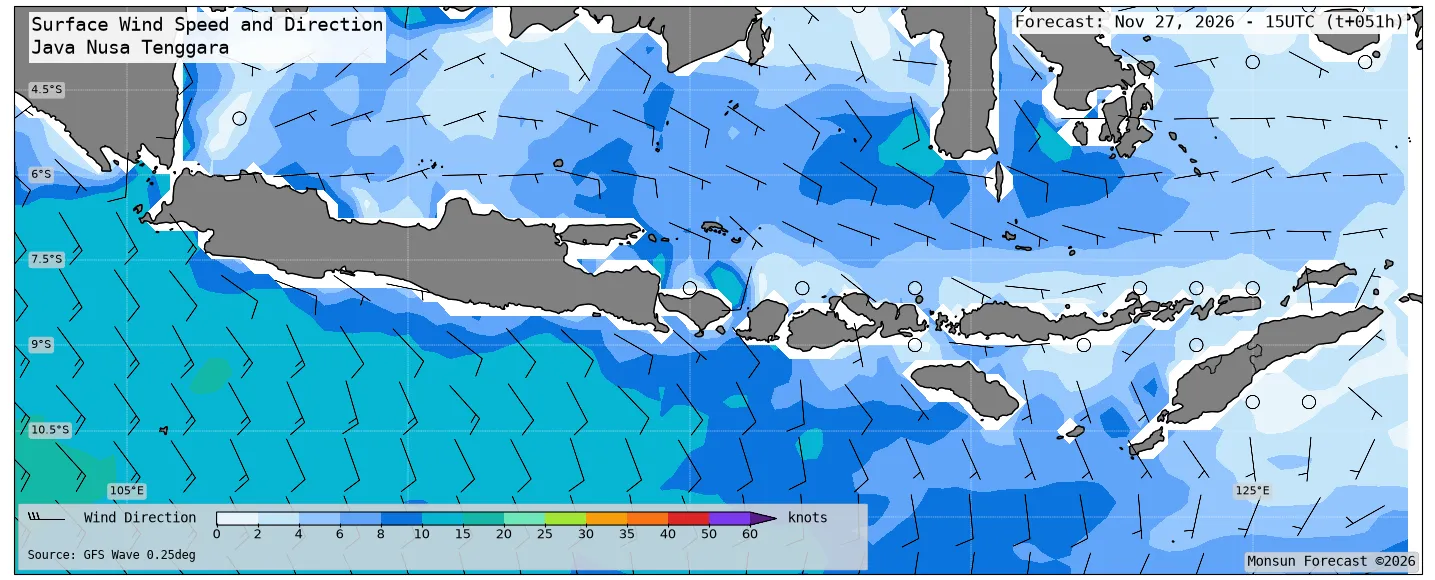 Surface Wind Speed and Direction
Java Nusa Tenggara
Forecast: Nov 27, 2026 - 15UTC (t+051h)
4.5°S
6°S
7.5°S
9°S
10.5°S
105°E
125°E
Wind Direction
0 2 4 6 8 10 15 20 25 30 35 40 50 60
knots
Source: GFS Wave 0.25deg
Monsun Forecast ©2026